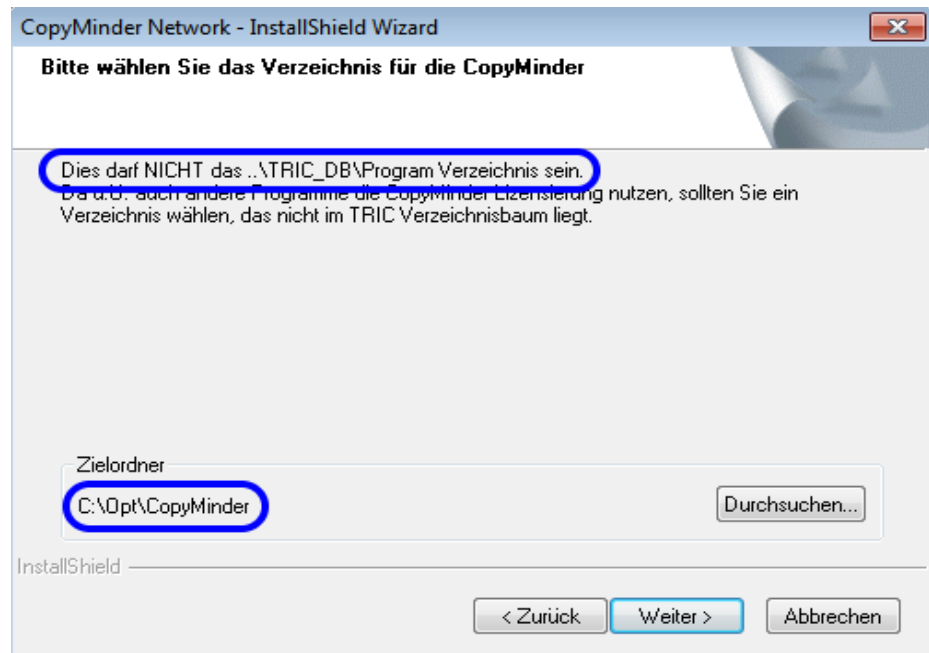 CopyMinder Network - InstallShield Wizard
Bitte wählen Sie das Verzeichnis für die CopyMinder
Dies darf NICHT das ..\TRIC_DB\Program Verzeichnis sein.
Da u.U. auch andere Programme die CopyMinder Lizensierung nutzen, sollten Sie ein
Verzeichnis wählen, das nicht im TRIC Verzeichnisbaum liegt.
Zielordner
C:\Opt\CopyMinder
Durchsuchen...
InstallShield
< Zurück
Weiter >
Abbrechen